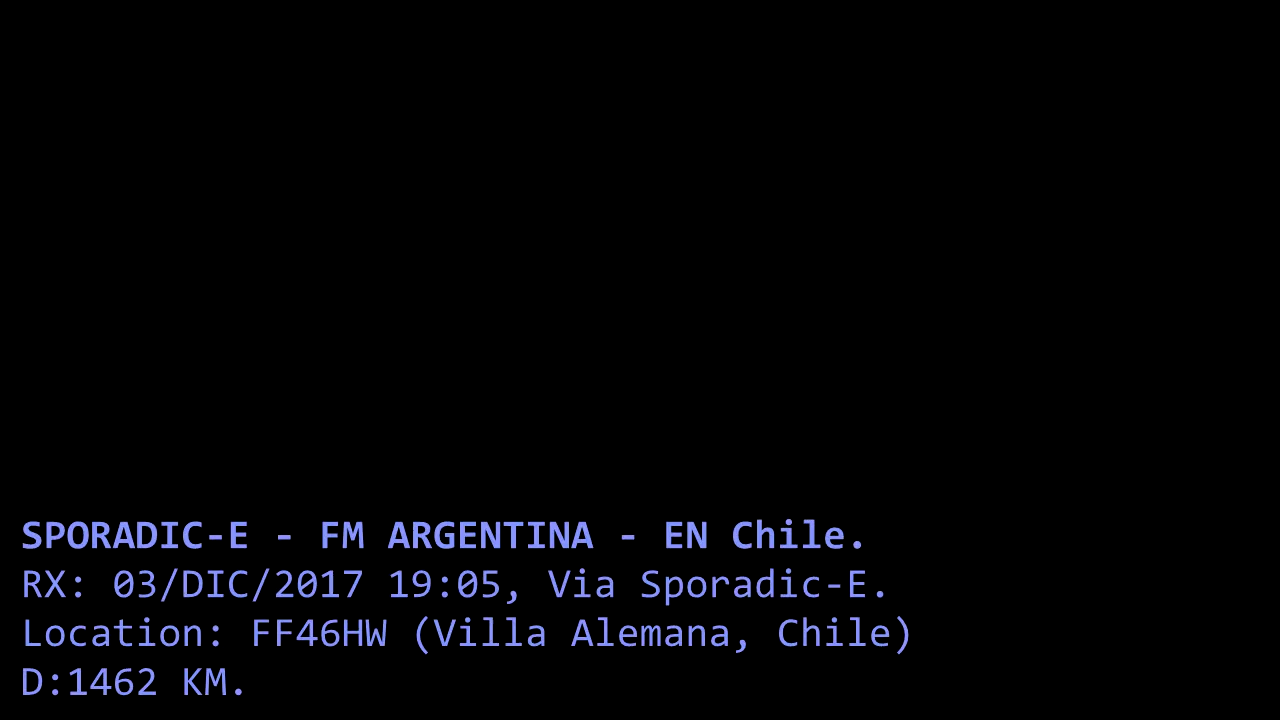 SPORADIC-E - FM ARGENTINA - EN Chile.
RX: 03/DIC/2017 19:05, Via Sporadic-E.
Location: FF46HW (Villa Alemana, Chile)
D:1462 KM.